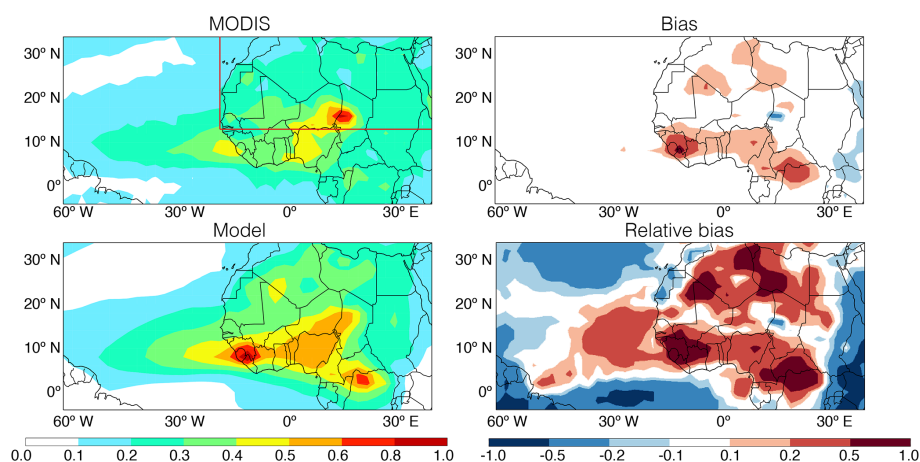 MODIS
Bias
30º N
20º N
10º N
0º
60º W
30º W
0º
30º E
30º N
20º N
10º N
0º
60º W
30º W
0º
30º E
Model
Relative bias
30º N
20º N
10º N
0º
60º W
30º W
0º
30º E
30º N
20º N
10º N
0º
60º W
30º W
0º
30º E
0.0 0.1 0.2 0.3 0.4 0.5 0.6 0.8 1.0
-1.0 -0.5 -0.2 -0.1 0.1 0.2 0.5 1.0